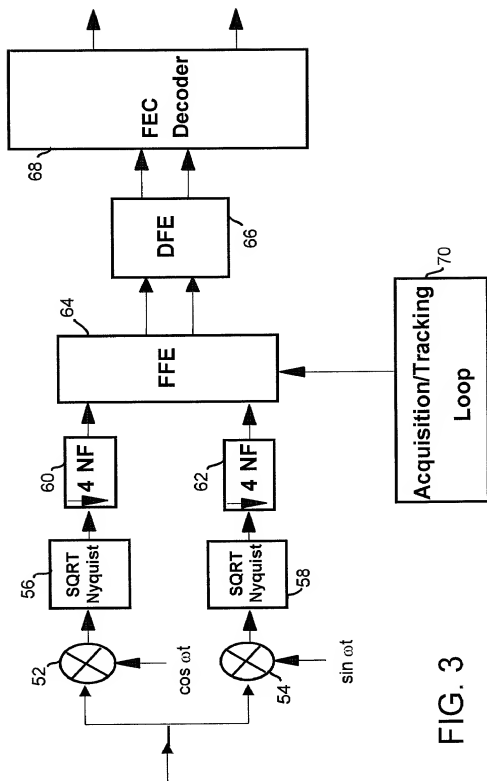 52
cos ωt
56
SQRT
Nyquist
60
4 NF
64
FFE
DFE
66
68
FEC
Decoder
54
sin ωt
SQRT
Nyquist
58
62
4 NF
70
Acquisition/Tracking
Loop
FIG. 3